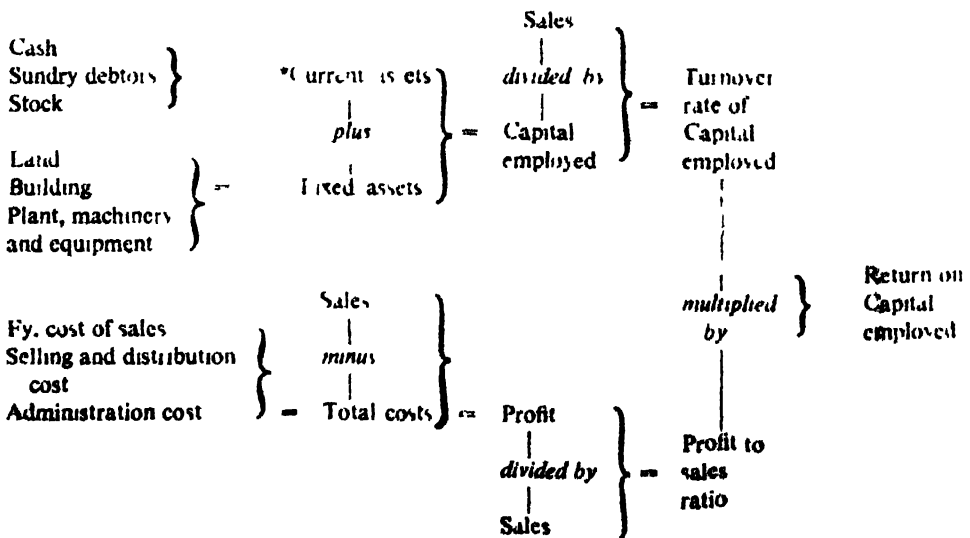 Cash
Sundry debtors
Stock
Land
Building
Plant, machinery
and equipment
=
*Current assets
plus
Fixed assets
=
Sales
divided by
Capital
employed
=
Turnover
rate of
Capital
employed
Fy. cost of sales
Selling and distribution
cost
Administration cost
=
Sales
minus
Total costs
=
Profit
divided by
Sales
=
Profit to
sales
ratio
multiplied
by
Return on
Capital
employed